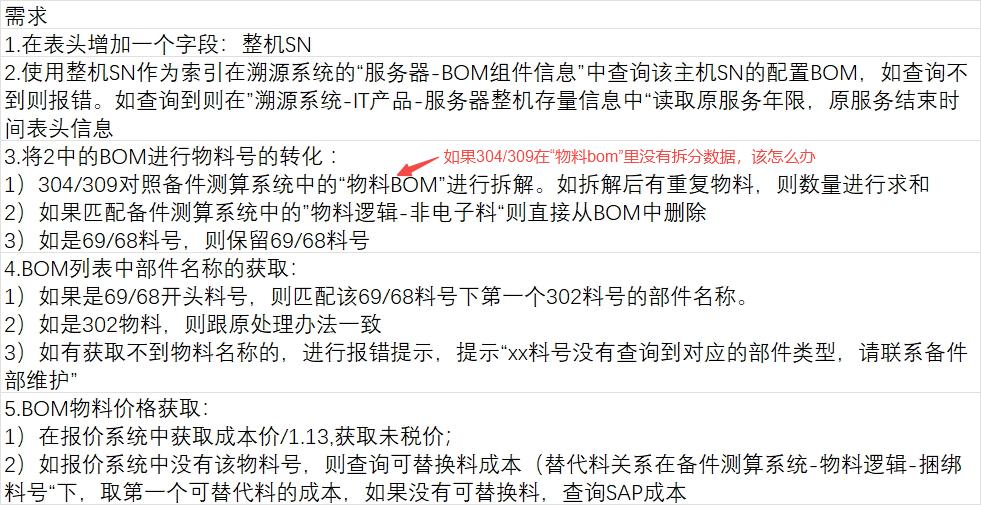 需求
1.在表头增加一个字段：整机SN
2.使用整机SN作为索引在溯源系统的“服务器-BOM组件信息”中查询该主机SN的配置BOM，如查询不
到则报错。如查询到则在”溯源系统-IT产品-服务器整机存量信息中“读取原服务年限，原服务结束时
间表头信息
3.将2中的BOM进行物料号的转化：
如果304/309在“物料bom”里没有拆分数据，该怎么办
1）304/309对照备件测算系统中的“物料BOM”进行拆解。如拆解后有重复物料，则数量进行求和
2）如果匹配备件测算系统中的”物料逻辑-非电子料“则直接从BOM中删除
3）如是69/68料号，则保留69/68料号
4.BOM列表中部件名称的获取：
1）如果是69/68开头料号，则匹配该69/68料号下第一个302料号的部件名称。
2）如是302物料，则跟原处理办法一致
3）如有获取不到物料名称的，进行报错提示，提示“xx料号没有查询到对应的部件类型，请联系备件
部维护”
5.BOM物料价格获取：
1）在报价系统中获取成本价/1.13,获取未税价；
2）如报价系统中没有该物料号，则查询可替换料成本（替代料关系在备件测算系统-物料逻辑-捆绑
料号“下，取第一个可替代料的成本，如果没有可替换料，查询SAP成本